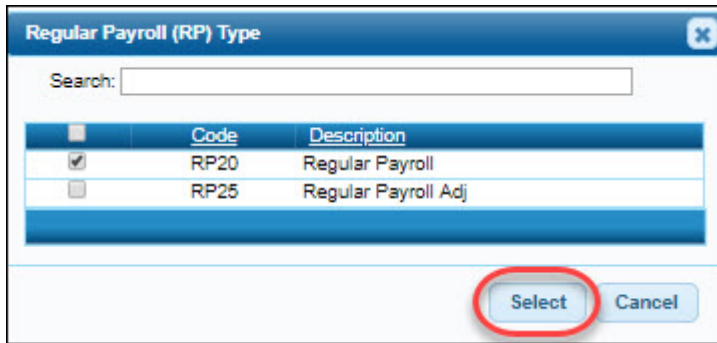 Regular Payroll (RP) Type
Search:
Code Description
RP20 Regular Payroll
RP25 Regular Payroll Adj
Select Cancel